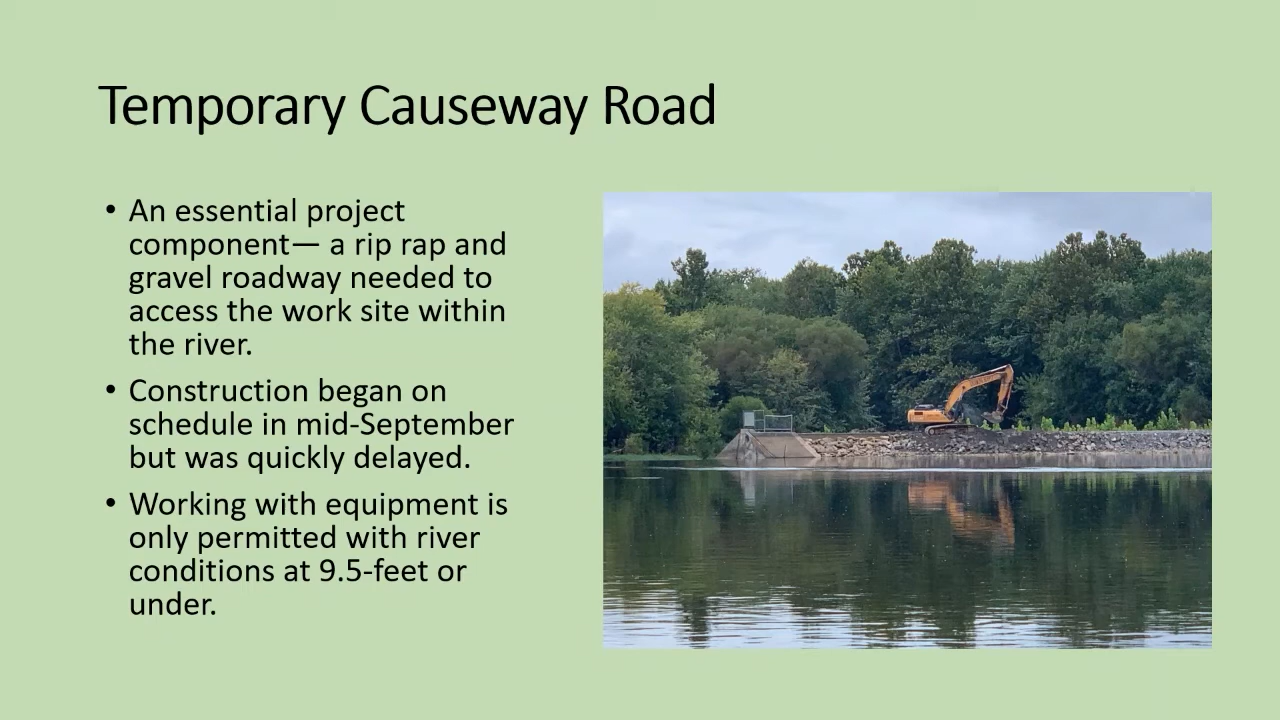 Temporary Causeway Road
• An essential project
component— a rip rap and
gravel roadway needed to
access the work site within
the river.
• Construction began on
schedule in mid-September
but was quickly delayed.
• Working with equipment is
only permitted with river
conditions at 9.5-feet or
under.